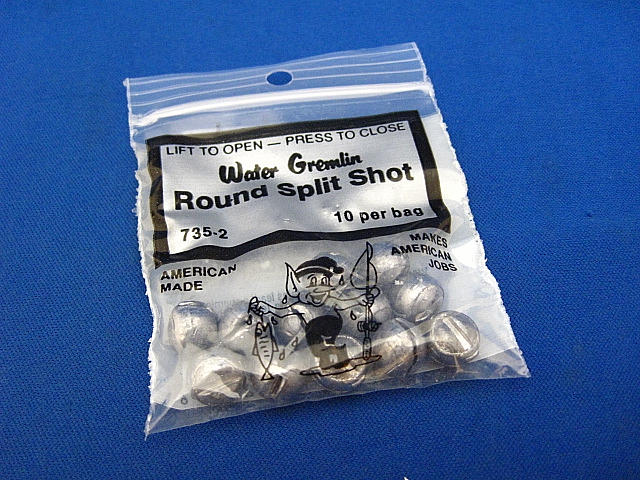 LIFT TO OPEN — PRESS TO CLOSE
Water Gremlin
Round Split Shot
735-2
10 per bag
AMERICAN
MADE
MAKES
AMERICAN
JOBS